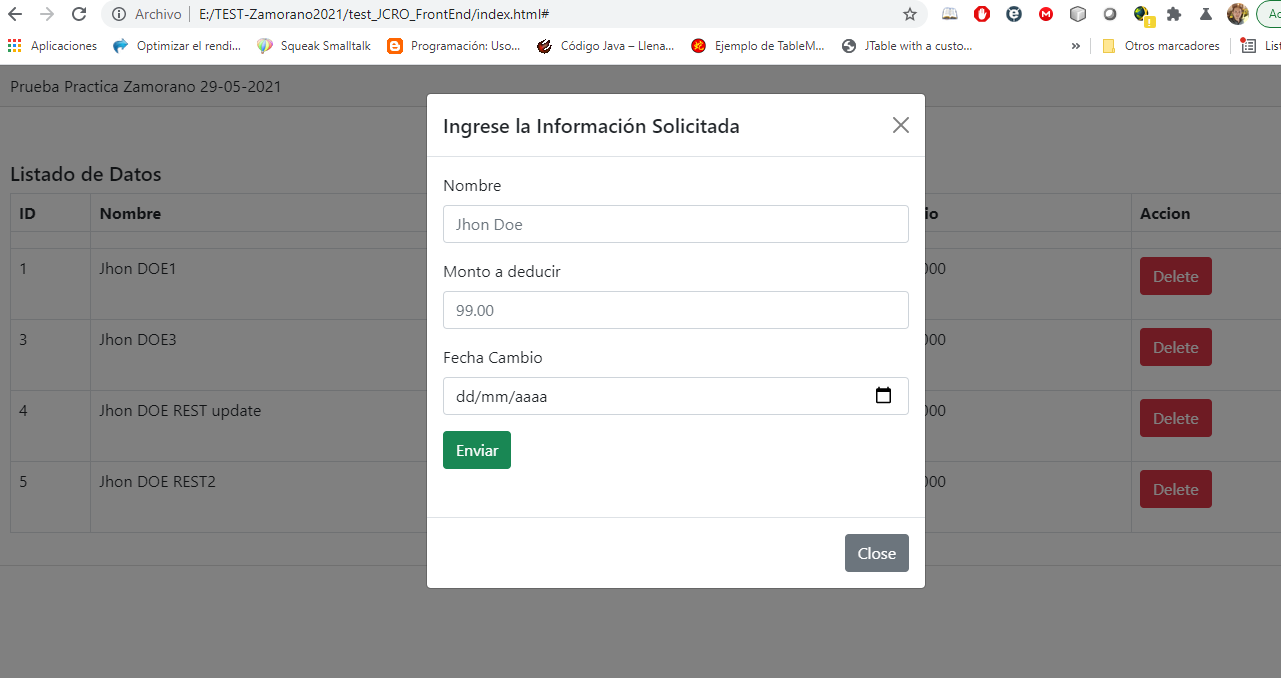 Archivo E:/TEST-Zamorano2021/test_JCRO_FrontEnd/index.html#
Aplicaciones Optimizar el rendi... Squeak Smalltalk Programación: Uso... Código Java – Llena... Ejemplo de TableM... JTable with a custo... » Otros marcadores List
Prueba Practica Zamorano 29-05-2021
Ingrese la Información Solicitada
Nombre
Jhon Doe
Monto a deducir
99.00
Fecha Cambio
dd/mm/aaaa
Enviar
Close
Listado de Datos
ID Nombre io Accion
1 Jhon DOE1 000 Delete
3 Jhon DOE3 000 Delete
4 Jhon DOE REST update 000 Delete
5 Jhon DOE REST2 000 Delete